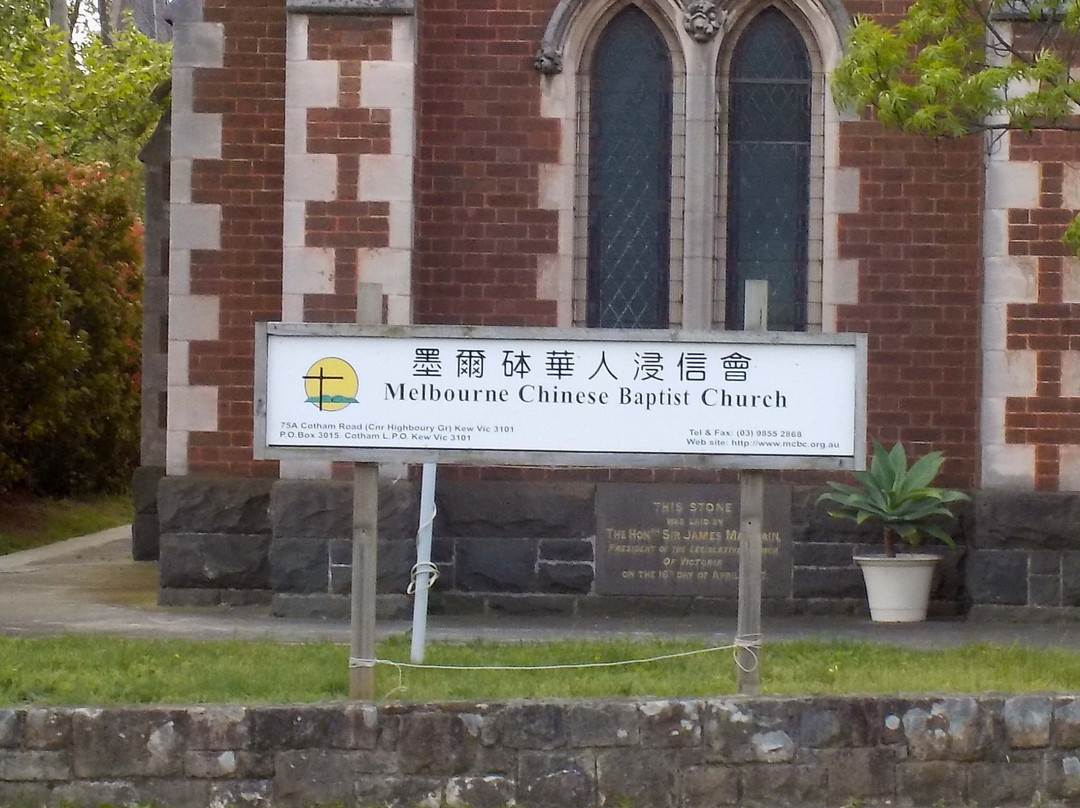 墨爾砵華人浸信會
Melbourne Chinese Baptist Church
75A Cotham Road (Cnr Highboury Gr) Kew Vic 3101
P.O.Box 3015 Cotham L.P.O. Kew Vic 3101
Tel & Fax: (03) 9855 2868
Web site: http://www.mcbc.org.au
THIS STONE
WAS LAID BY
THE HONBLE SIR JAMES
PRESIDENT OF THE LEGISLATIVE
OF VICTORIA
ON THE 16TH DAY OF APRIL